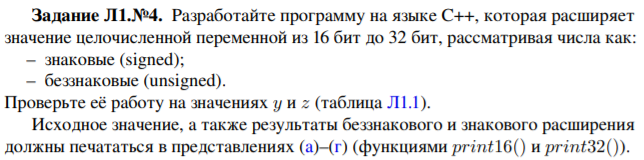 Задание Л1.№4. Разработайте программу на языке C++, которая расширяет
значение целочисленной переменной из 16 бит до 32 бит, рассматривая числа как:
– знаковые (signed);
– беззнаковые (unsigned).
Проверьте её работу на значениях y и z (таблица Л1.1).
Исходное значение, а также результаты беззнакового и знакового расширения
должны печататься в представлениях (а)–(г) (функциями print16() и print32()).